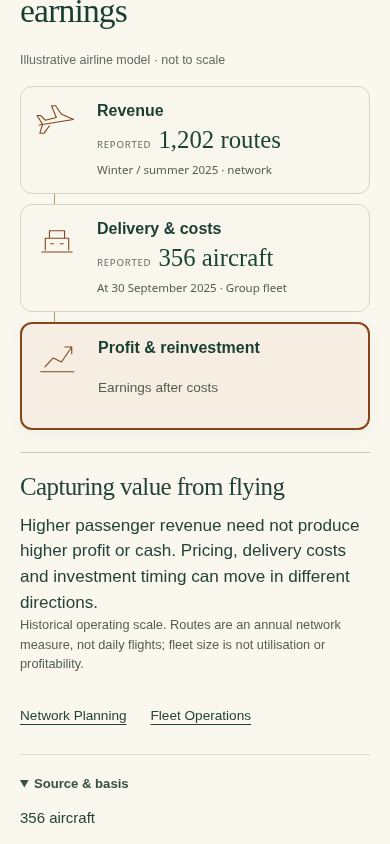 earnings
Illustrative airline model · not to scale
Revenue
REPORTED 1,202 routes
Winter / summer 2025 · network
Delivery & costs
REPORTED 356 aircraft
At 30 September 2025 · Group fleet
Profit & reinvestment
Earnings after costs
Capturing value from flying
Higher passenger revenue need not produce
higher profit or cash. Pricing, delivery costs
and investment timing can move in different
directions.
Historical operating scale. Routes are an annual network
measure, not daily flights; fleet size is not utilisation or
profitability.
Network Planning Fleet Operations
▼ Source & basis
356 aircraft